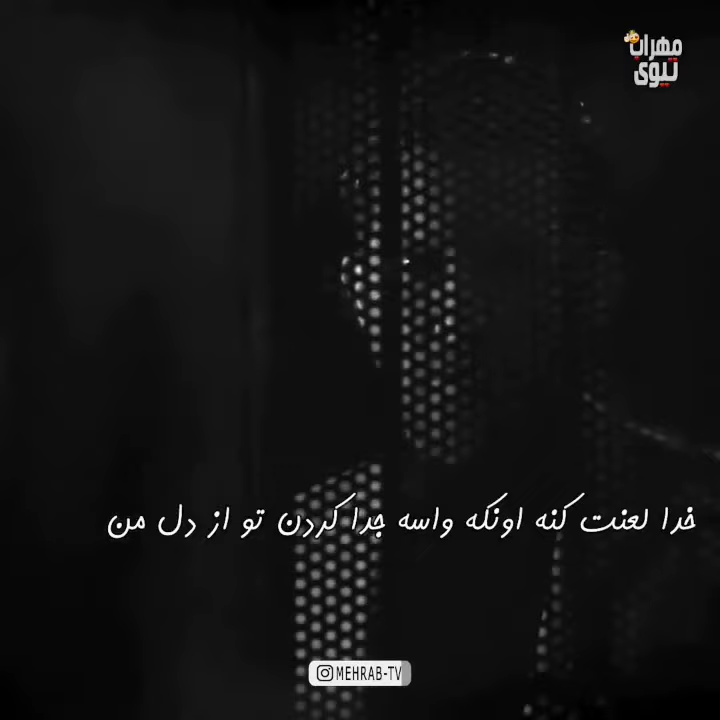 مهراب
تیوی
خدا لعنت کنه اونکه واسه جدا کردن تو از دل من
MEHRAB-TV